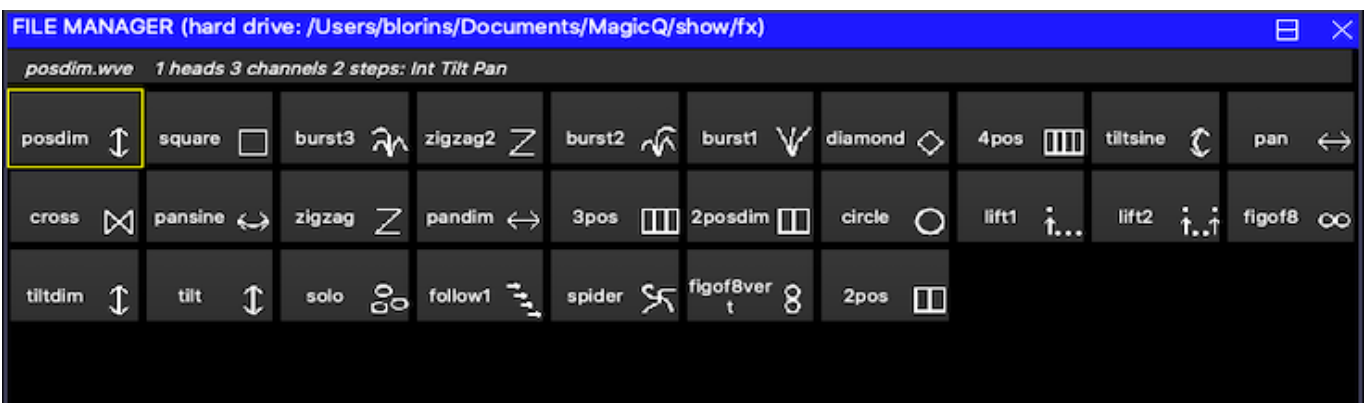 FILE MANAGER (hard drive: /Users/blorins/Documents/MagicQ/show/fx)
posdim.wve 1 heads 3 channels 2 steps: Int Tilt Pan
posdim square burst3 zigzag2 burst2 burst1 diamond 4pos tiltsine pan
cross pansine zigzag pandim 3pos 2posdim circle lift1 lift2 figof8
tiltdim tilt solo follow1 spider figof8ver 2pos
t